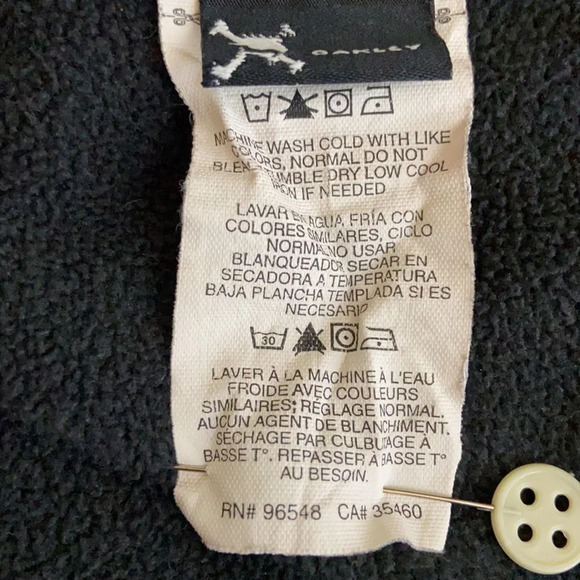 OAKLEY
MACHINE WASH COLD WITH LIKE
COLORS, NORMAL DO NOT
TUMBLE DRY LOW COOL
IRON IF NEEDED
LAVAR EN AGUA FRÍA CON
COLORES SIMILARES, CICLO
NORMAL NO USAR
BLANQUEADOR SECAR EN
SECADORA A TEMPERATURA
BAJA PLANCHA TEMPLADA SI ES
NECESARIO
30
LAVER À LA MACHINE À L'EAU
FROIDE AVEC COULEURS
SIMILAIRES; RÉGLAGE NORMAL.
AUCUN AGENT DE BLANCHIMENT.
SÉCHAGE PAR CULBUTAGE À
BASSE T°. REPASSER À BASSE T°
AU BESOIN.
RN# 96548 CA# 35460